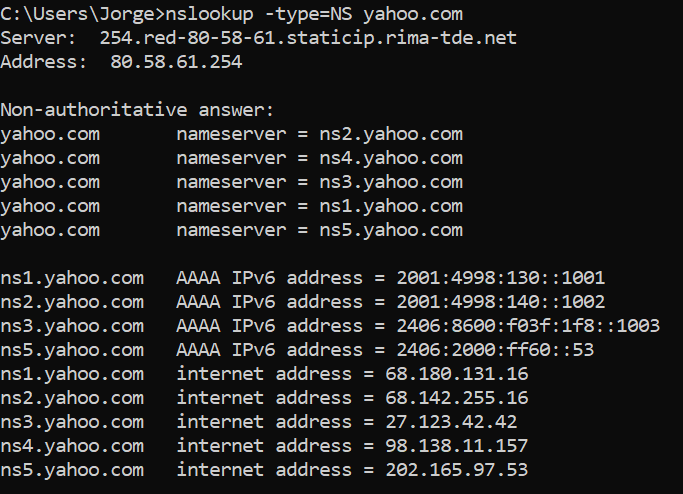 C:\Users\Jorge>nslookup -type=NS yahoo.com
Server:  254.red-80-58-61.staticip.rima-tde.net
Address:  80.58.61.254

Non-authoritative answer:
yahoo.com       nameserver = ns2.yahoo.com
yahoo.com       nameserver = ns4.yahoo.com
yahoo.com       nameserver = ns3.yahoo.com
yahoo.com       nameserver = ns1.yahoo.com
yahoo.com       nameserver = ns5.yahoo.com

ns1.yahoo.com   AAAA IPv6 address = 2001:4998:130::1001
ns2.yahoo.com   AAAA IPv6 address = 2001:4998:140::1002
ns3.yahoo.com   AAAA IPv6 address = 2406:8600:f03f:1f8::1003
ns5.yahoo.com   AAAA IPv6 address = 2406:2000:ff60::53
ns1.yahoo.com   internet address = 68.180.131.16
ns2.yahoo.com   internet address = 68.142.255.16
ns3.yahoo.com   internet address = 27.123.42.42
ns4.yahoo.com   internet address = 98.138.11.157
ns5.yahoo.com   internet address = 202.165.97.53